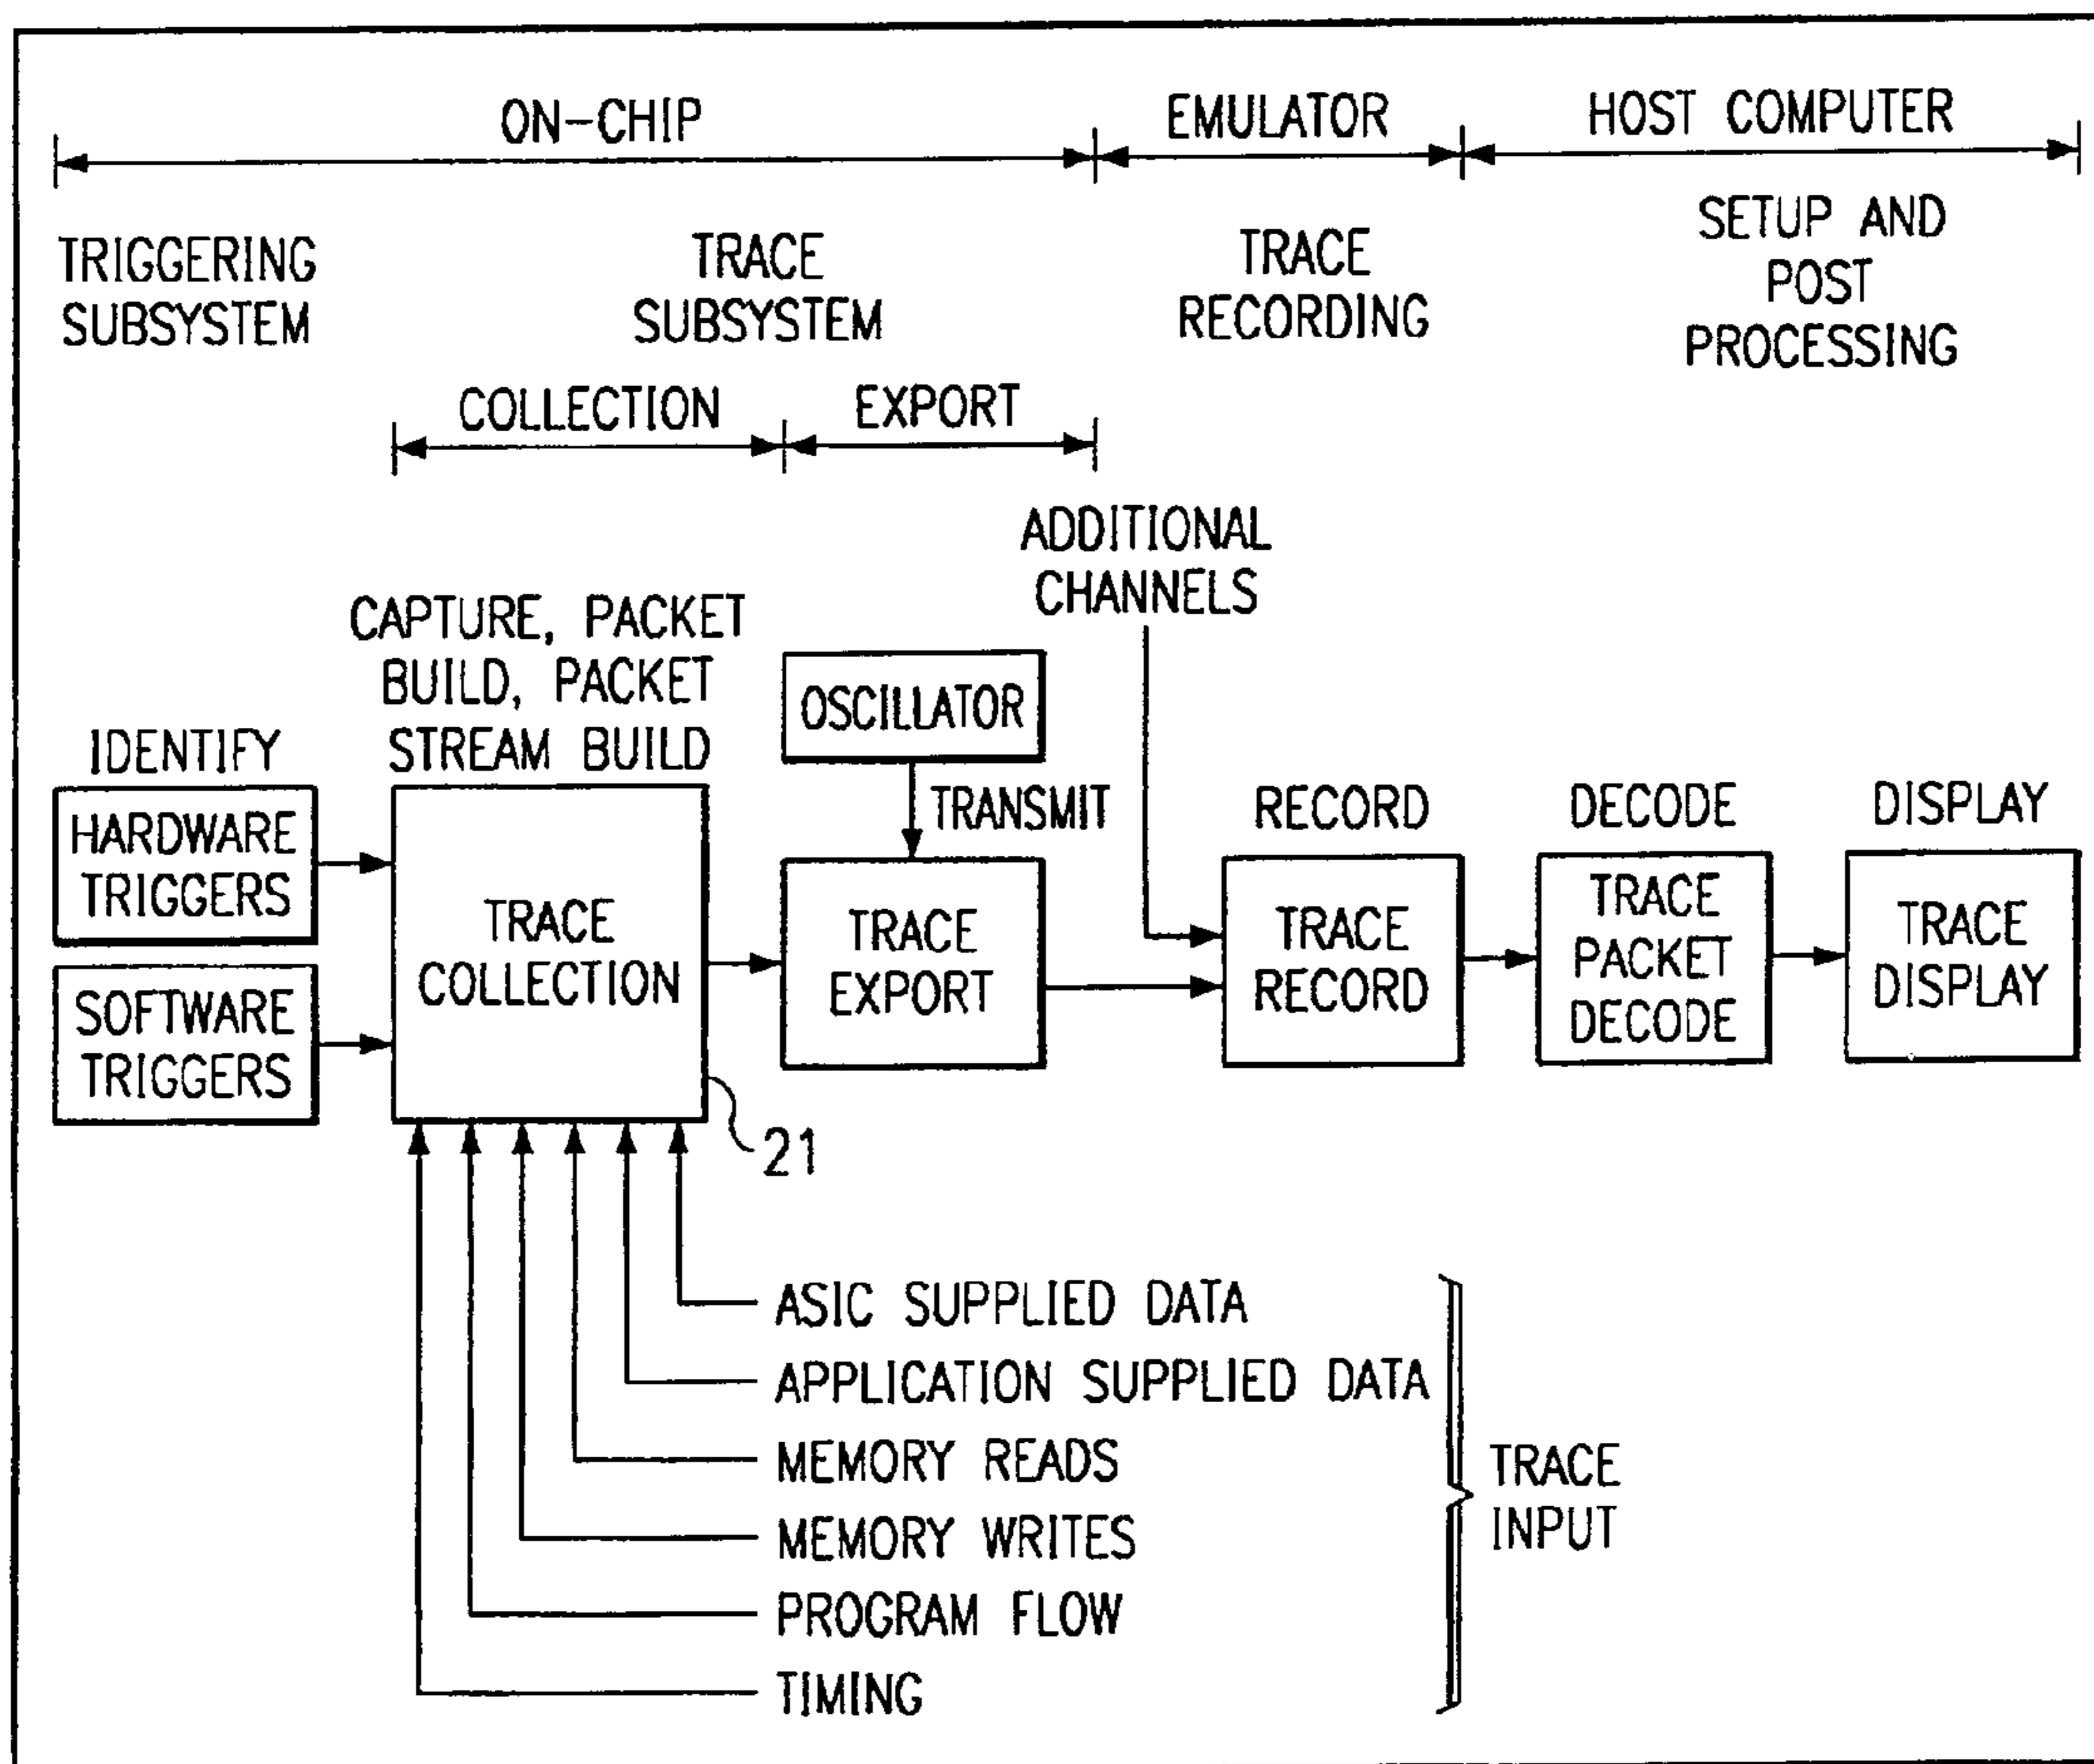 ON-CHIP
EMULATOR
HOST COMPUTER
TRIGGERING
SUBSYSTEM
TRACE
SUBSYSTEM
TRACE
RECORDING
SETUP AND
POST
PROCESSING
COLLECTION
EXPORT
ADDITIONAL
CHANNELS
CAPTURE, PACKET
BUILD, PACKET
STREAM BUILD
OSCILLATOR
TRANSMIT
IDENTIFY
HARDWARE
TRIGGERS
SOFTWARE
TRIGGERS
TRACE
COLLECTION
21
TRACE
EXPORT
RECORD
TRACE
RECORD
DECODE
TRACE
PACKET
DECODE
DISPLAY
TRACE
DISPLAY
ASIC SUPPLIED DATA
APPLICATION SUPPLIED DATA
MEMORY READS
MEMORY WRITES
PROGRAM FLOW
TIMING
TRACE
INPUT